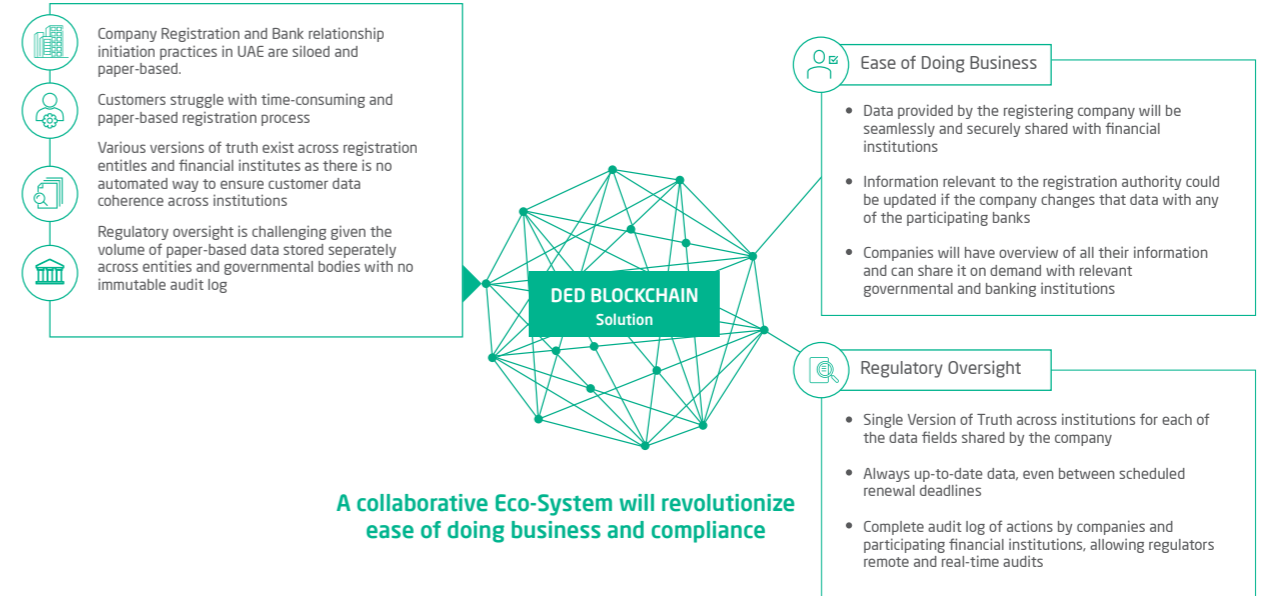 Company Registration and Bank relationship
initiation practices in UAE are siloed and
paper-based.
Customers struggle with time-consuming and
paper-based registration process
Various versions of truth exist across registration
entitles and financial institutes as there is no
automated way to ensure customer data
coherence across institutions
Regulatory oversight is challenging given the
volume of paper-based data stored seperately
across entities and governmental bodies with no
immutable audit log
DED BLOCKCHAIN
Solution
A collaborative Eco-System will revolutionize
ease of doing business and compliance
Ease of Doing Business
• Data provided by the registering company will be
seamlessly and securely shared with financial
institutions
• Information relevant to the registration authority could
be updated if the company changes that data with any
of the participating banks
• Companies will have overview of all their information
and can share it on demand with relevant
governmental and banking institutions
Regulatory Oversight
• Single Version of Truth across institutions for each of
the data fields shared by the company
• Always up-to-date data, even between scheduled
renewal deadlines
• Complete audit log of actions by companies and
participating financial institutions, allowing regulators
remote and real-time audits